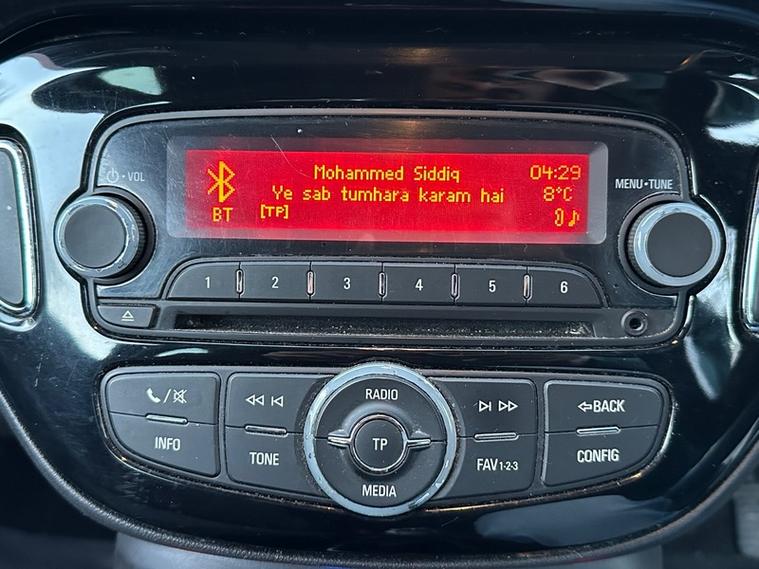 Mohammed Siddiq 04:29
Ye sab tumhara karam hai 8°C
BT [TP]
VOL
MENU·TUNE
1 2 3 4 5 6
RADIO
BACK
INFO
TONE
TP
FAV1-2-3
CONFIG
MEDIA